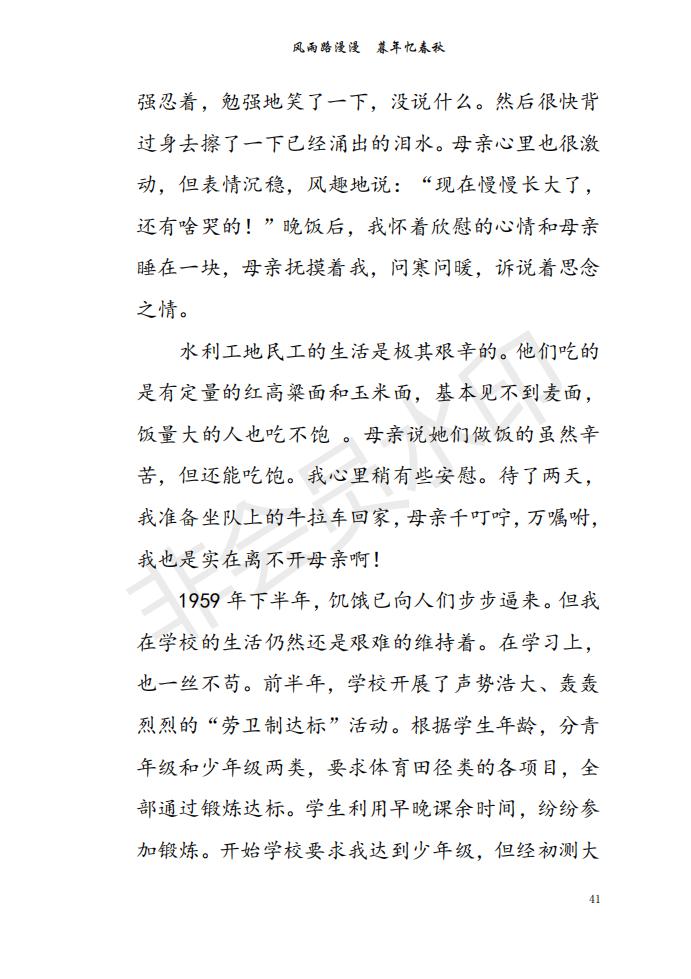 风雨路漫漫　暮年忆春秋
强忍着，勉强地笑了一下，没说什么。然后很快背
过身去擦了一下已经涌出的泪水。母亲心里也很激
动，但表情沉稳，风趣地说：“现在慢慢长大了，
还有啥哭的！”晚饭后，我怀着欣慰的心情和母亲
睡在一块，母亲抚摸着我，问寒问暖，诉说着思念
之情。
水利工地民工的生活是极其艰辛的。他们吃的
是有定量的红高粱面和玉米面，基本见不到麦面，
饭量大的人也吃不饱 。母亲说她们做饭的虽然辛
苦，但还能吃饱。我心里稍有些安慰。待了两天，
我准备坐队上的牛拉车回家，母亲千叮咛，万嘱咐，
我也是实在离不开母亲啊！
1959 年下半年，饥饿已向人们步步逼来。但我
在学校的生活仍然还是艰难的维持着。在学习上，
也一丝不苟。前半年，学校开展了声势浩大、轰轰
烈烈的“劳卫制达标”活动。根据学生年龄，分青
年级和少年级两类，要求体育田径类的各项目，全
部通过锻炼达标。学生利用早晚课余时间，纷纷参
加锻炼。开始学校要求我达到少年级，但经初测大
41
非会员水印